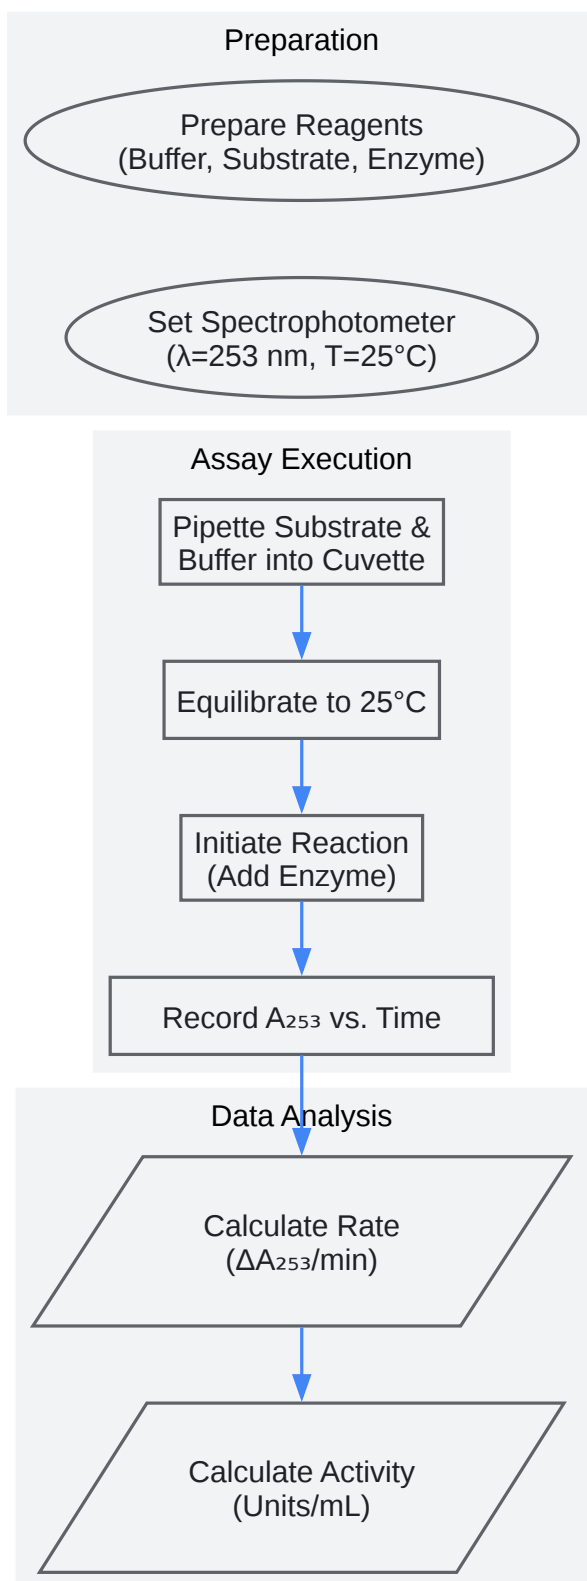 Preparation
Prepare Reagents
(Buffer, Substrate, Enzyme)
Set Spectrophotometer
(λ=253 nm, T=25°C)
Assay Execution
Pipette Substrate &
Buffer into Cuvette
Equilibrate to 25°C
Initiate Reaction
(Add Enzyme)
Record A₂₅₃ vs. Time
Data Analysis
Calculate Rate
(ΔA₂₅₃/min)
Calculate Activity
(Units/mL)